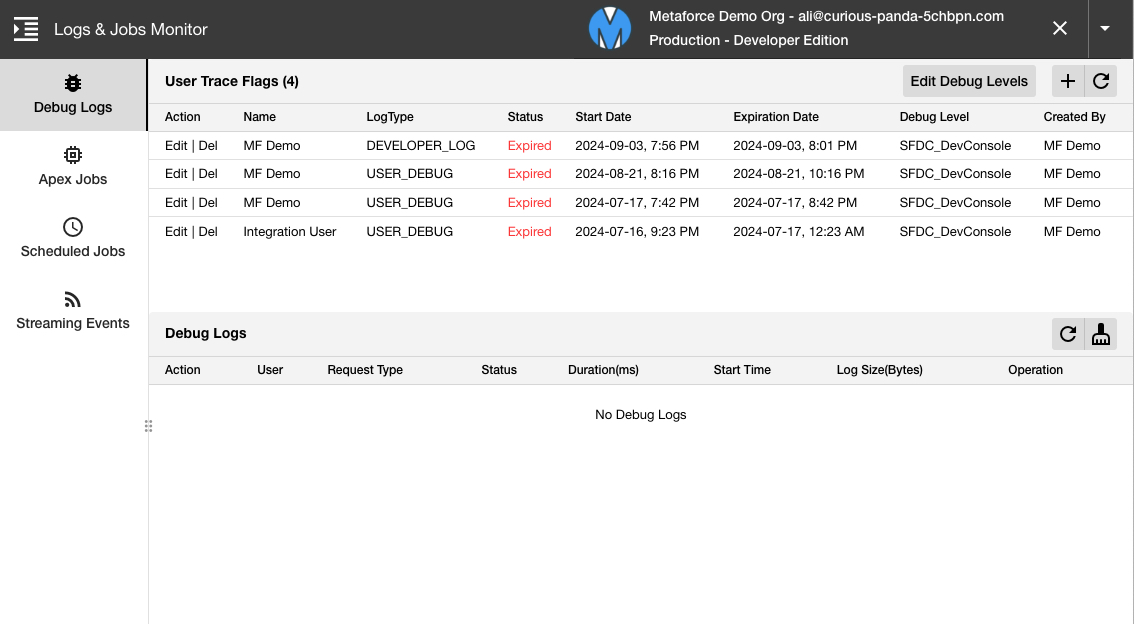 Logs & Jobs Monitor
Metaforce Demo Org - ali@curious-panda-5chbpn.com
Production - Developer Edition
Debug Logs
Apex Jobs
Scheduled Jobs
Streaming Events
User Trace Flags (4)
Edit Debug Levels
Action Name LogType Status Start Date Expiration Date Debug Level Created By
Edit | Del MF Demo DEVELOPER_LOG Expired 2024-09-03, 7:56 PM 2024-09-03, 8:01 PM SFDC_DevConsole MF Demo
Edit | Del MF Demo USER_DEBUG Expired 2024-08-21, 8:16 PM 2024-08-21, 10:16 PM SFDC_DevConsole MF Demo
Edit | Del MF Demo USER_DEBUG Expired 2024-07-17, 7:42 PM 2024-07-17, 8:42 PM SFDC_DevConsole MF Demo
Edit | Del Integration User USER_DEBUG Expired 2024-07-16, 9:23 PM 2024-07-17, 12:23 AM SFDC_DevConsole MF Demo
Debug Logs
Action User Request Type Status Duration(ms) Start Time Log Size(Bytes) Operation
No Debug Logs